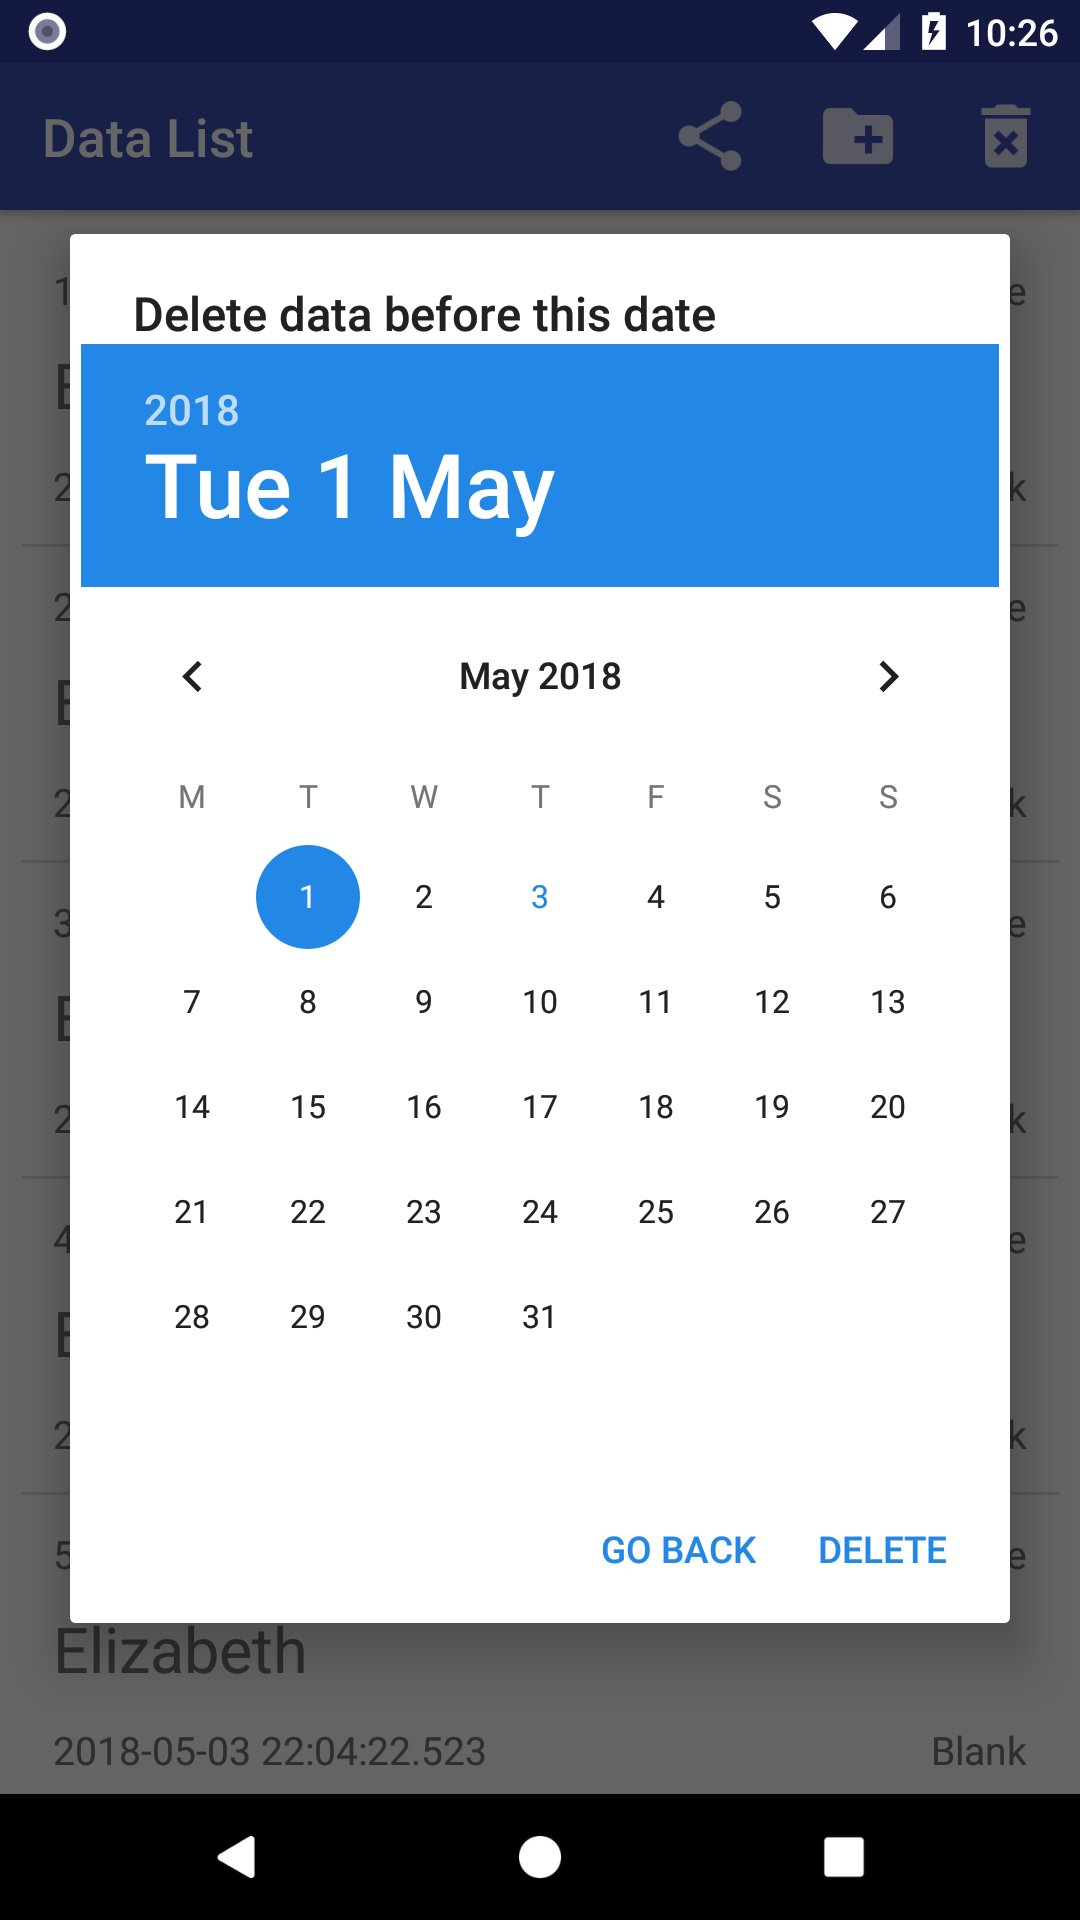 10:26
Data List
Delete data before this date
2018
Tue 1 May
May 2018
M T W T F S S
1 2 3 4 5 6
7 8 9 10 11 12 13
14 15 16 17 18 19 20
21 22 23 24 25 26 27
28 29 30 31
GO BACK DELETE
Elizabeth
2018-05-03 22:04:22.523 Blank